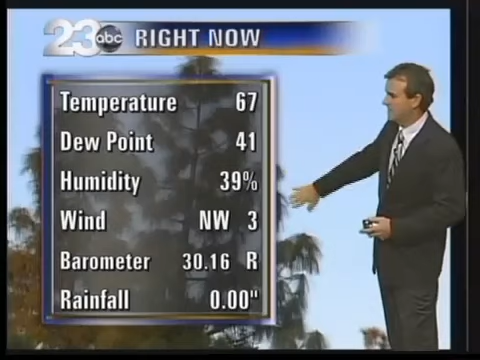 23 abc RIGHT NOW
Temperature 67
Dew Point 41
Humidity 39%
Wind NW 3
Barometer 30.16 R
Rainfall 0.00"